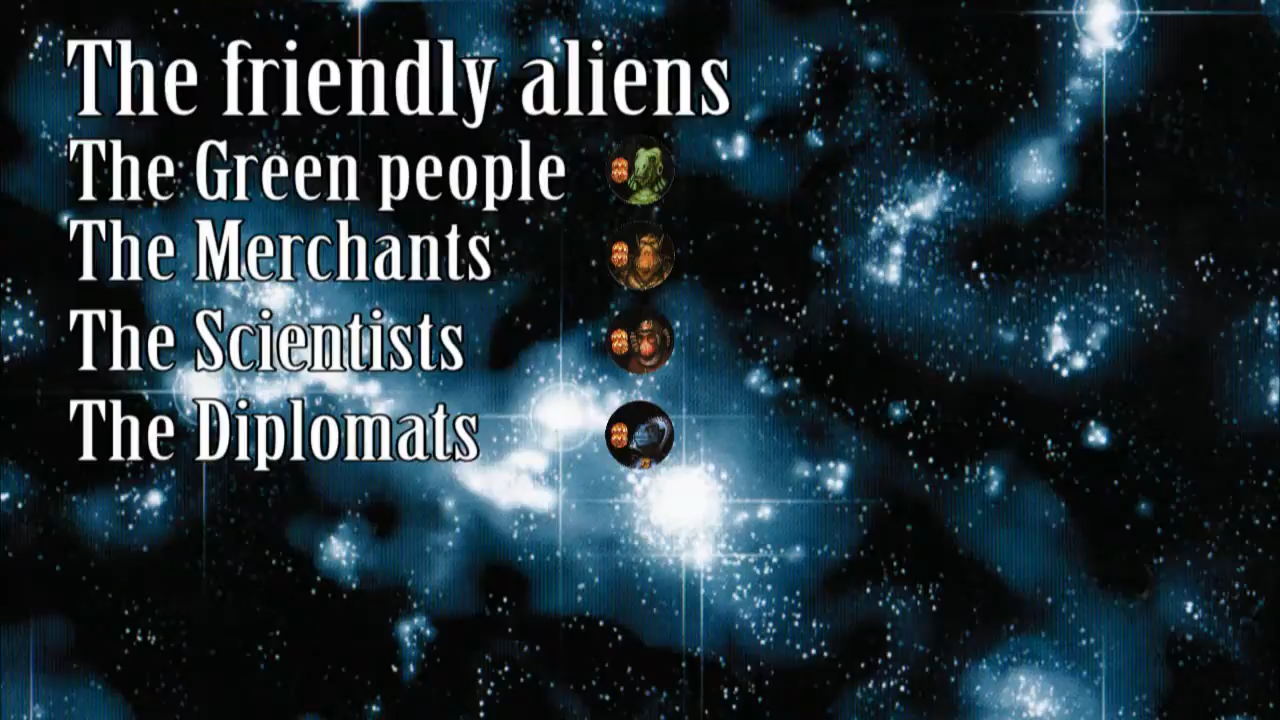 The friendly aliens
The Green people
The Merchants
The Scientists
The Diplomats